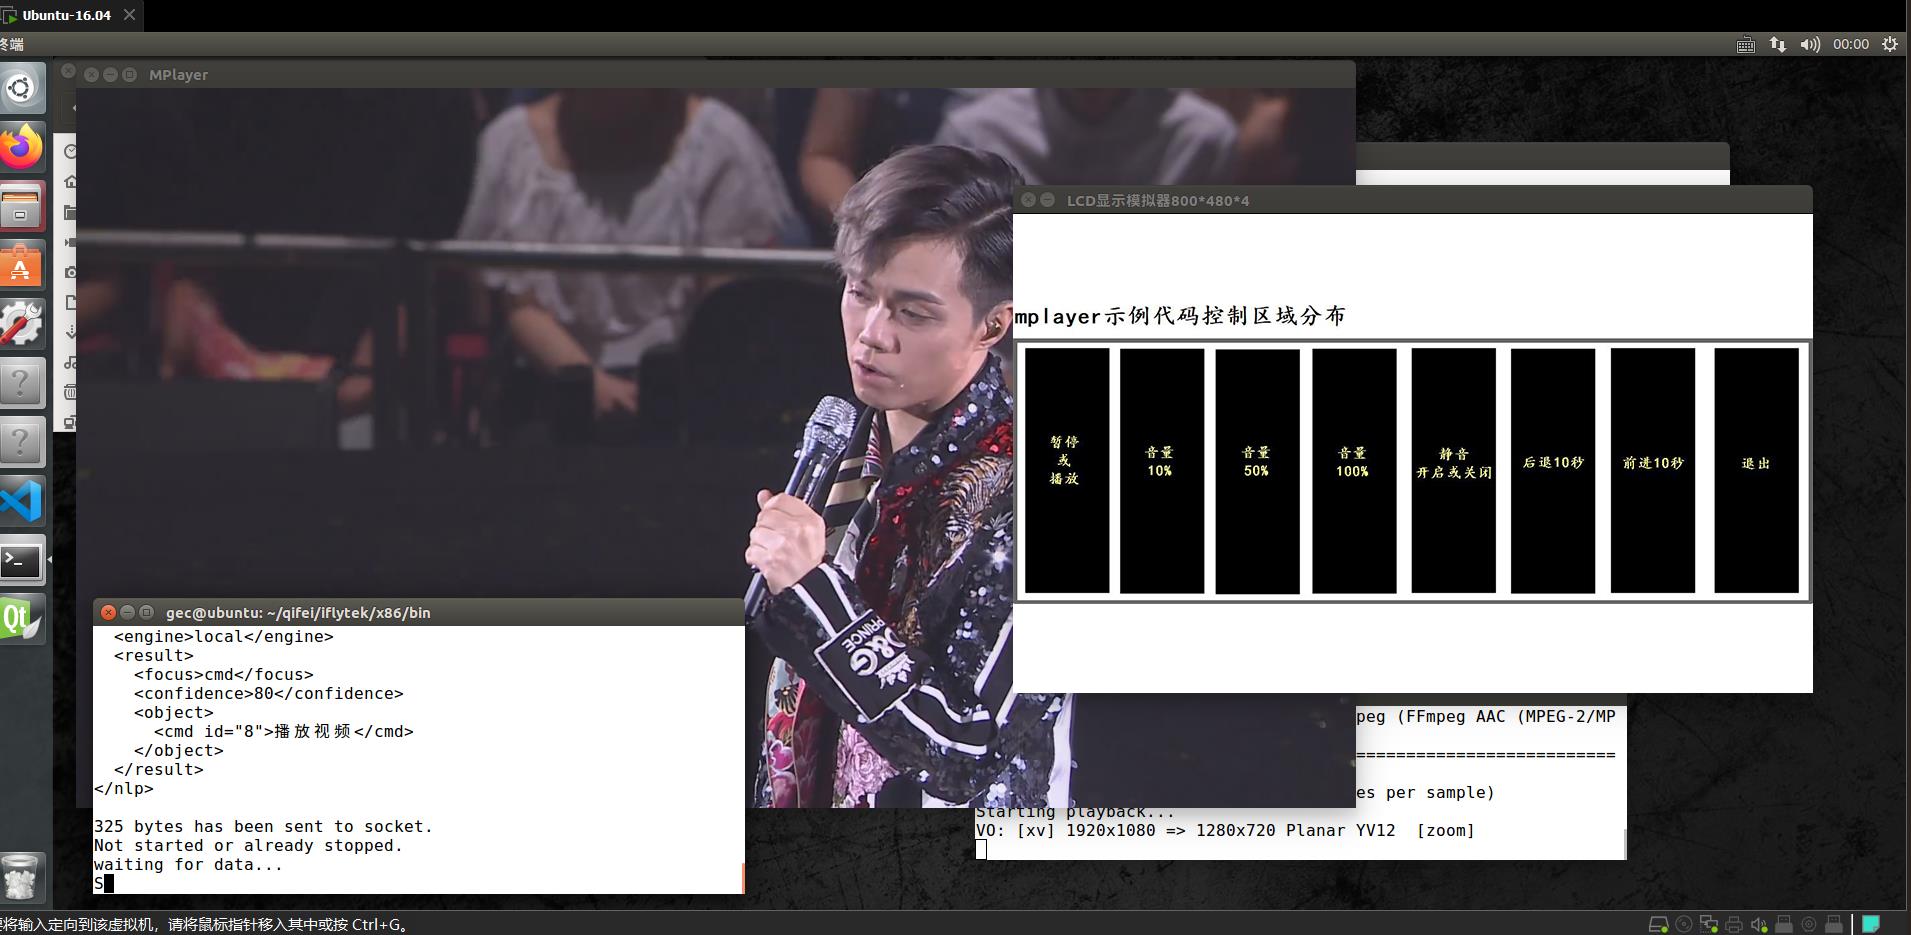 Ubuntu-16.04
终端
00:00
MPlayer
LCD显示模拟器800*480*4
mplayer示例代码控制区域分布
暂停
或
播放
音量
10%
音量
50%
音量
100%
静音
开启或关闭
后退10秒
前进10秒
退出
D&G
PRINCE
gec@ubuntu: ~/qifei/iflytek/x86/bin
<engine>local</engine>
<result>
<focus>cmd</focus>
<confidence>80</confidence>
<object>
<cmd id="8">播放视频</cmd>
</object>
</result>
</nlp>
325 bytes has been sent to socket.
Not started or already stopped.
waiting for data...
S
peg (FFmpeg AAC (MPEG-2/MP
==========================
es per sample)
Starting playback...
VO: [xv] 1920x1080 => 1280x720 Planar YV12  [zoom]
Qt
要将输入定向到该虚拟机，请将鼠标指针移入其中或按 Ctrl+G。